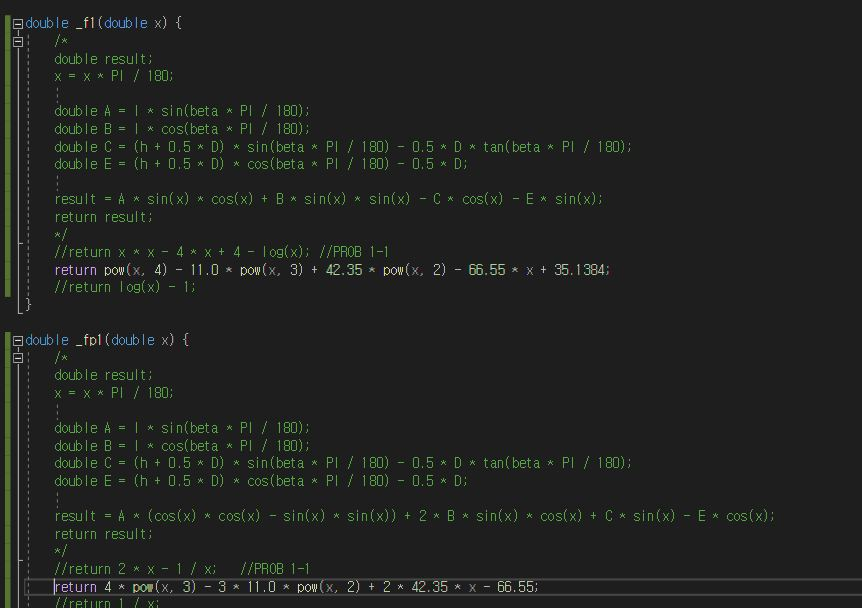 double _f1(double x) {
/*
double result;
x = x * PI / 180;
double A = l * sin(beta * PI / 180);
double B = l * cos(beta * PI / 180);
double C = (h + 0.5 * D) * sin(beta * PI / 180) - 0.5 * D * tan(beta * PI / 180);
double E = (h + 0.5 * D) * cos(beta * PI / 180) - 0.5 * D;
result = A * sin(x) * cos(x) + B * sin(x) * sin(x) - C * cos(x) - E * sin(x);
return result;
*/
//return x * x - 4 * x + 4 - log(x); //PROB 1-1
return pow(x, 4) - 11.0 * pow(x, 3) + 42.35 * pow(x, 2) - 66.55 * x + 35.1384;
//return log(x) - 1;
}
double _fp1(double x) {
/*
double result;
x = x * PI / 180;
double A = l * sin(beta * PI / 180);
double B = l * cos(beta * PI / 180);
double C = (h + 0.5 * D) * sin(beta * PI / 180) - 0.5 * D * tan(beta * PI / 180);
double E = (h + 0.5 * D) * cos(beta * PI / 180) - 0.5 * D;
result = A * (cos(x) * cos(x) - sin(x) * sin(x)) + 2 * B * sin(x) * cos(x) + C * sin(x) - E * cos(x);
return result;
*/
//return 2 * x - 1 / x;   //PROB 1-1
return 4 * pow(x, 3) - 3 * 11.0 * pow(x, 2) + 2 * 42.35 * x - 66.55;
//return 1 / x;